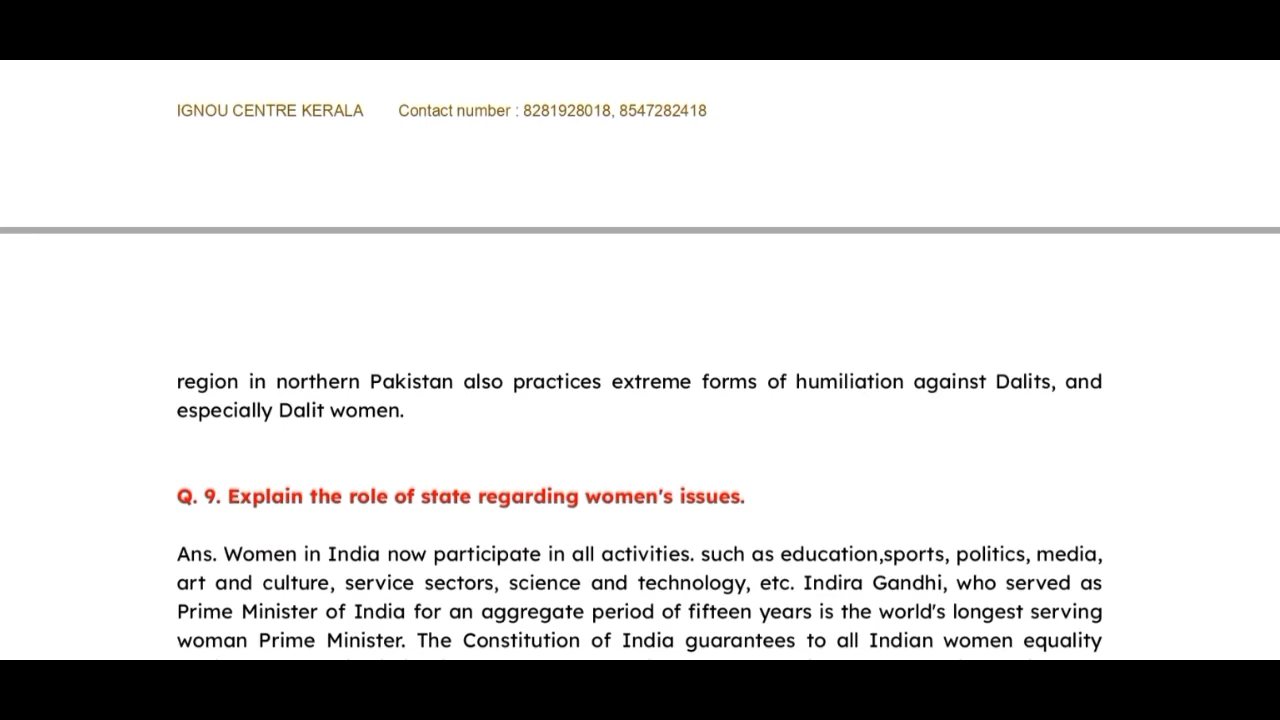 IGNOU CENTRE KERALA Contact number : 8281928018, 8547282418
region in northern Pakistan also practices extreme forms of humiliation against Dalits, and
especially Dalit women.
Q. 9. Explain the role of state regarding women's issues.
Ans. Women in India now participate in all activities. such as education,sports, politics, media,
art and culture, service sectors, science and technology, etc. Indira Gandhi, who served as
Prime Minister of India for an aggregate period of fifteen years is the world's longest serving
woman Prime Minister. The Constitution of India guarantees to all Indian women equality